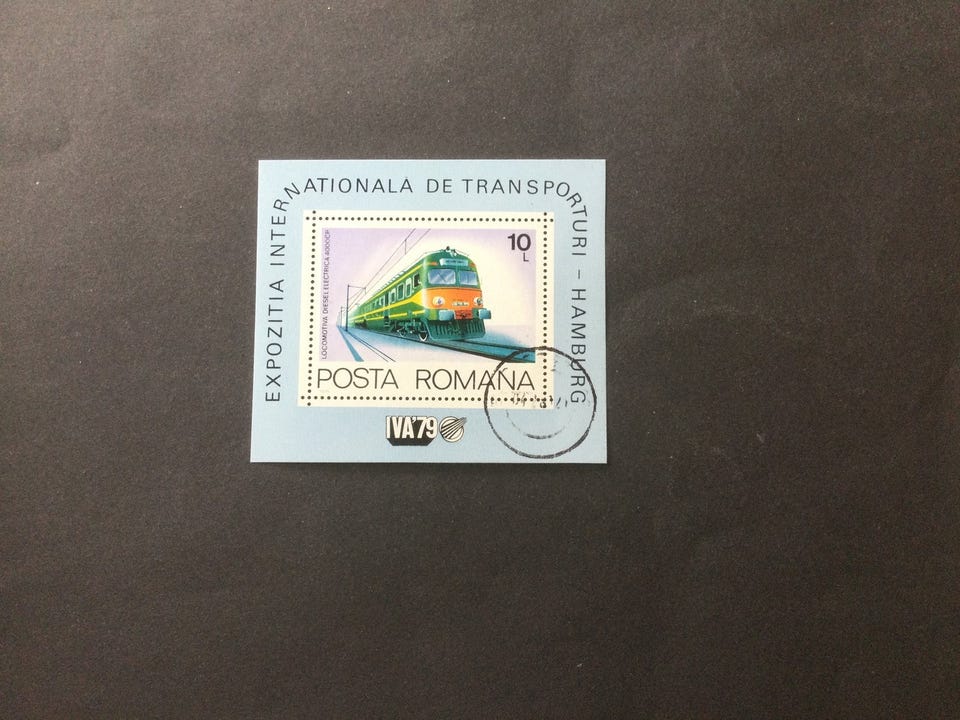 EXPOZITIA INTERNATIONALA DE TRANSPORTURI – HAMBURG
10
L
LOCOMOTIVA DIESEL ELECTRICA 4000CP
POSTA ROMANA
IVA'79